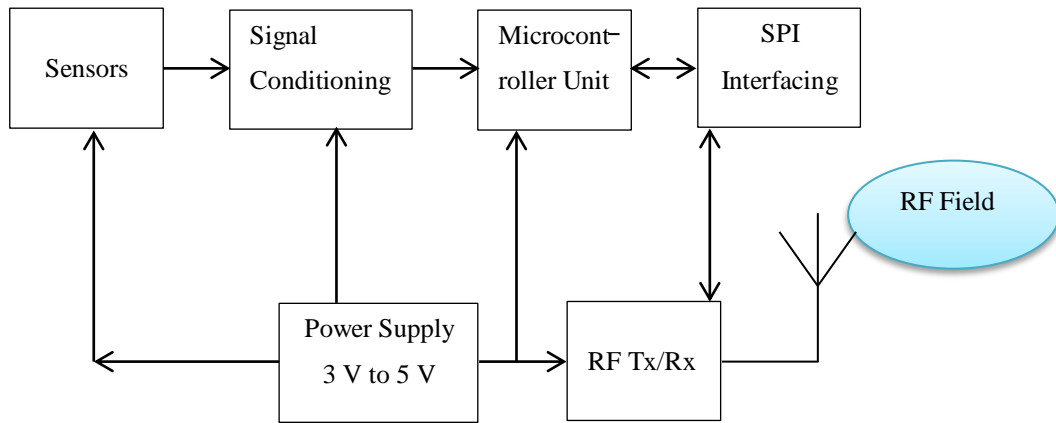 Sensors
Signal
Conditioning
Microcont-
roller Unit
SPI
Interfacing
RF Field
Power Supply
3 V to 5 V
RF Tx/Rx